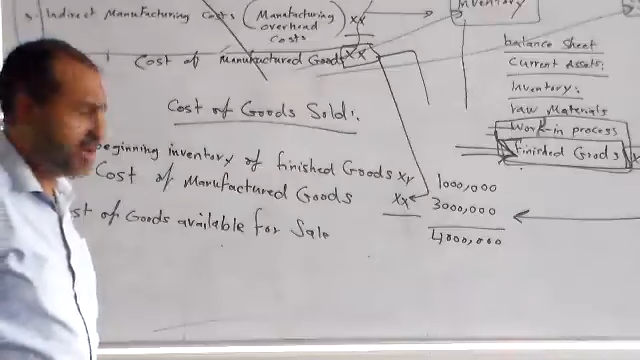 3. Indirect Manufacturing Costs (Manufacturing overhead costs) xx
Cost of Manufactured Goods xx
Cost of Goods Sold:
beginning inventory of finished Goods xx
Cost of Manufactured Goods xx
st of Goods available for Sale
Inventory
balance sheet
Current Assets:
Inventory:
raw Materials
Work-in process
finished Goods
1000,000
3000,000
4000,000